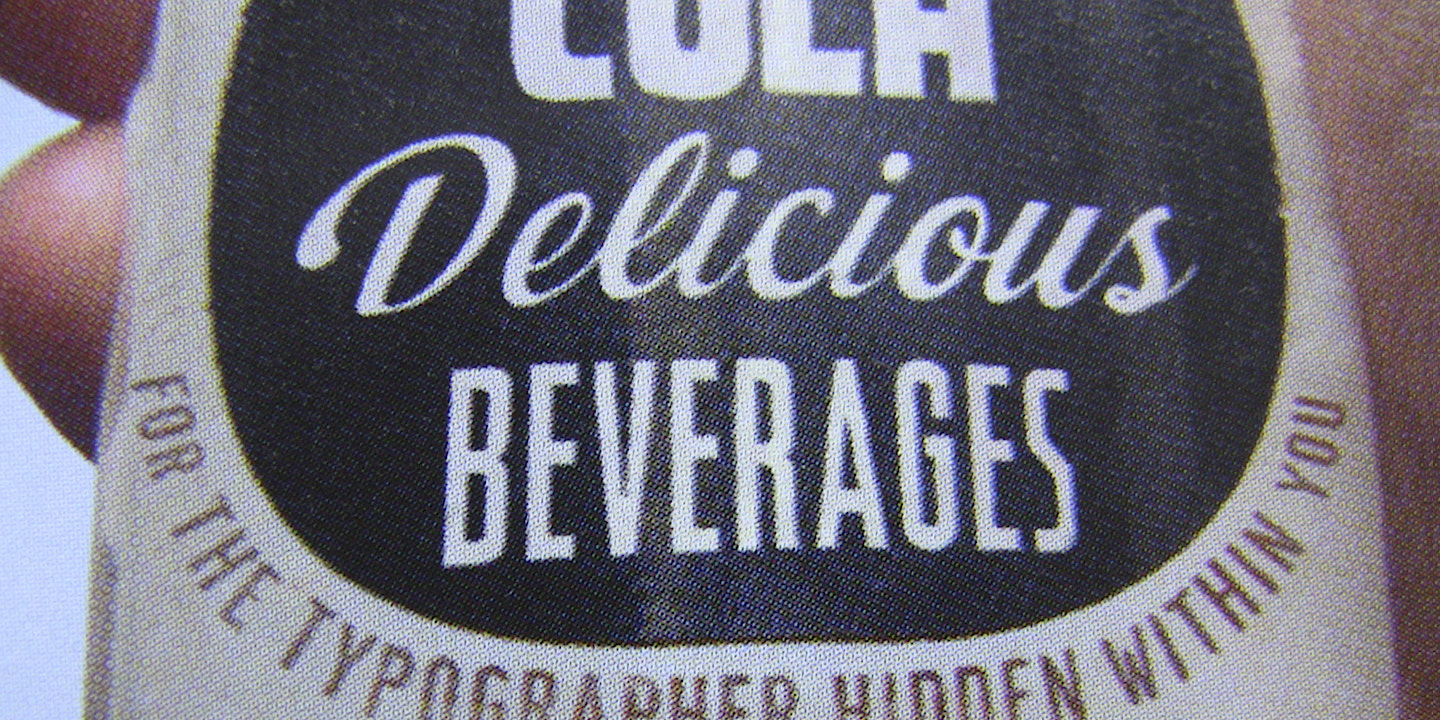 COLA
Delicious
BEVERAGES
FOR THE TYPOGRAPHER HIDDEN WITHIN YOU